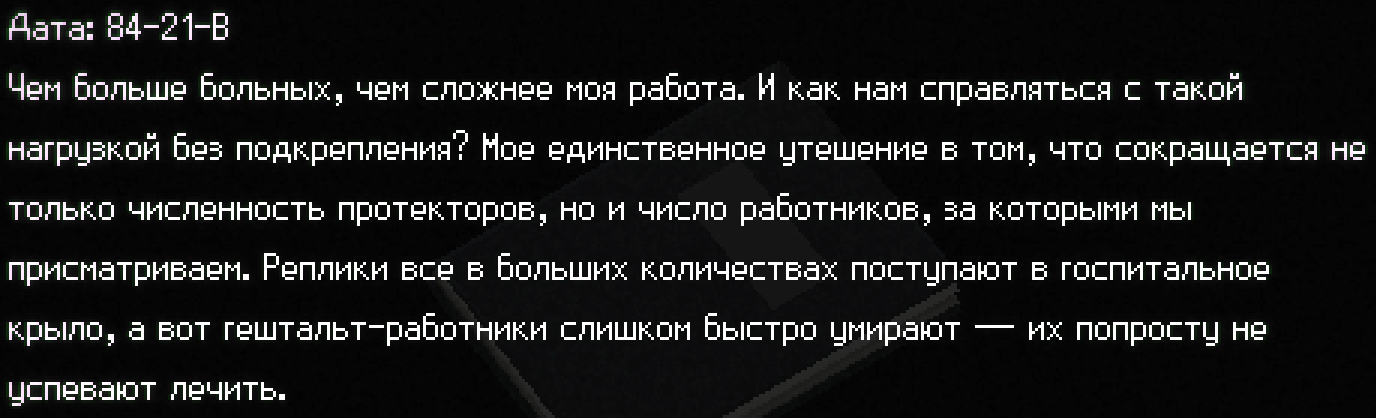 Дата: 84-21-В
Чем больше больных, чем сложнее моя работа. И как нам справляться с такой
нагрузкой без подкрепления? Мое единственное утешение в том, что сокращается не
только численность протекторов, но и число работников, за которыми мы
присматриваем. Реплики все в больших количествах поступают в госпитальное
крыло, а вот гештальт-работники слишком быстро умирают — их попросту не
успевают лечить.